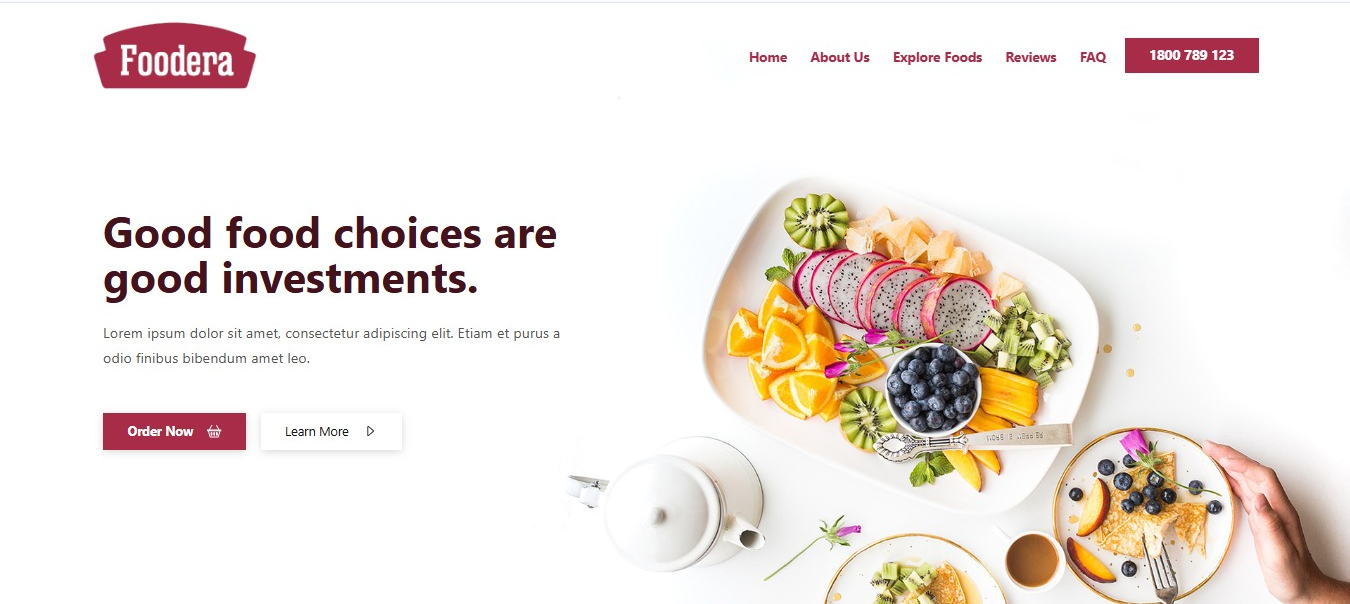 Foodera
Home
About Us
Explore Foods
Reviews
FAQ
1800 789 123
Good food choices are
good investments.
Lorem ipsum dolor sit amet, consectetur adipiscing elit. Etiam et purus a
odio finibus bibendum amet leo.
Order Now
Learn More